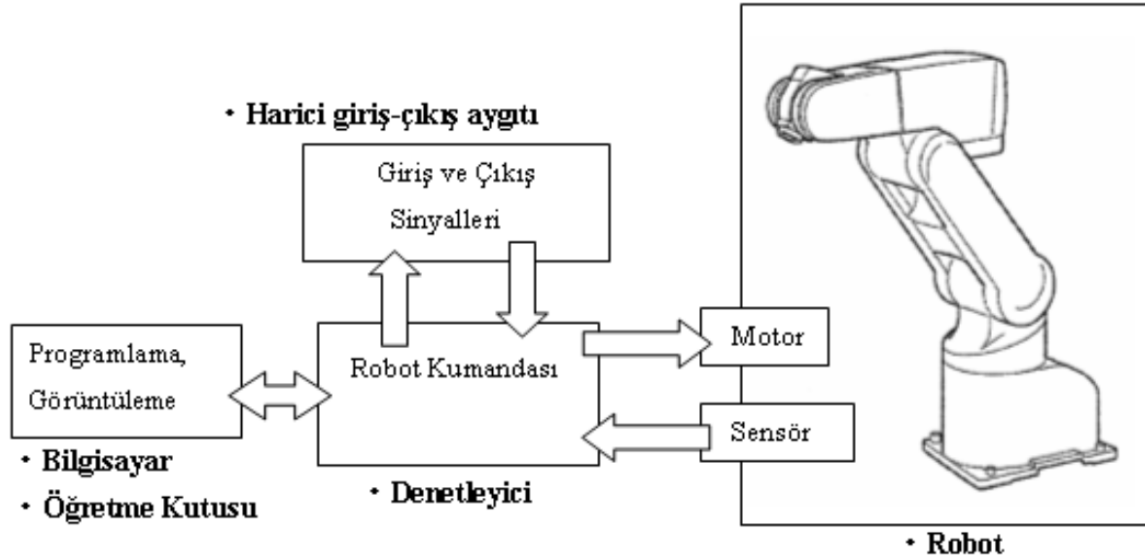 • Harici giriş-çıkış aygıtı
Giriş ve Çıkış
Sinyalleri
Programlama,
Görüntüleme
Robot Kumandası
Motor
Sensör
• Bilgisayar
• Öğretme Kutusu
• Denetleyici
• Robot